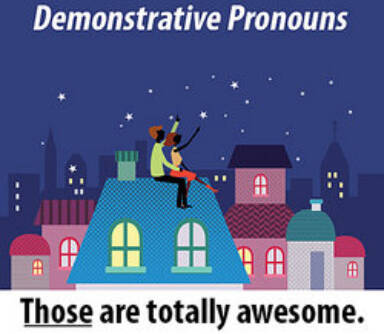 Demonstrative Pronouns
Those are totally awesome.